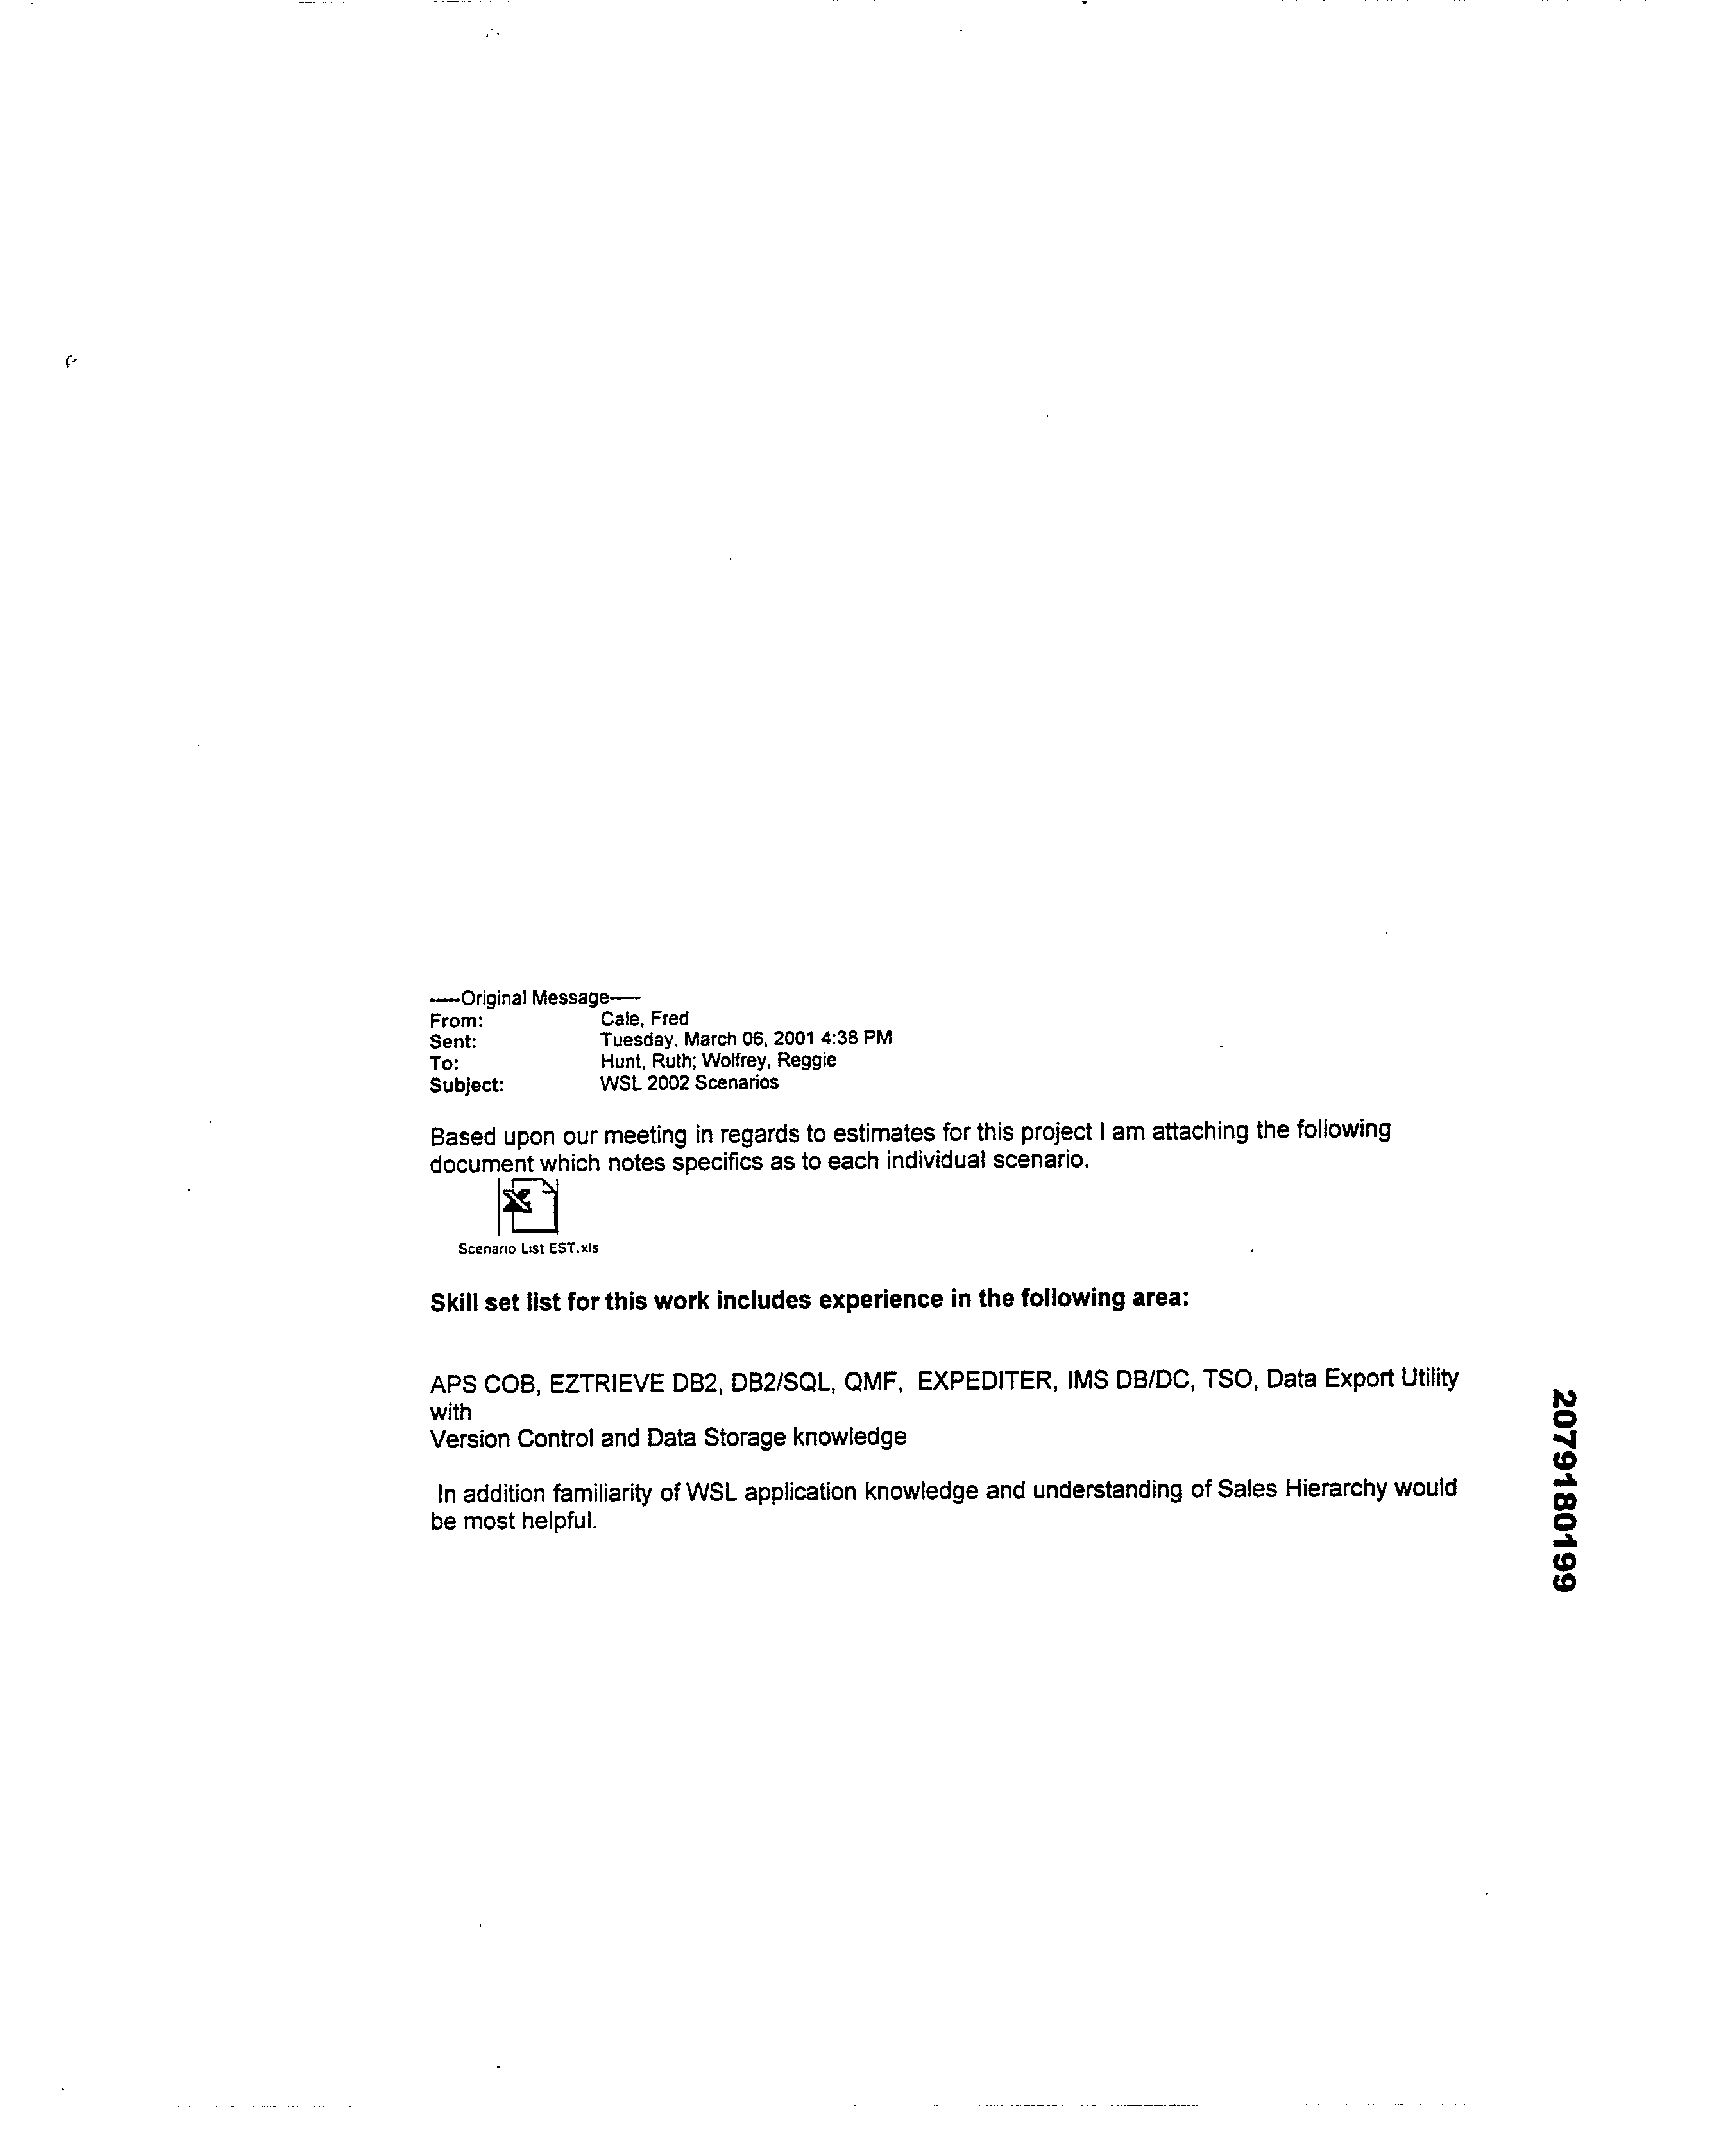 -----Original Message-----
From: Cale, Fred
Sent: Tuesday, March 06, 2001 4:38 PM
To: Hunt, Ruth; Wolfrey, Reggie
Subject: WSL 2002 Scenarios
Based upon our meeting in regards to estimates for this project I am attaching the following
document which notes specifics as to each individual scenario.
Scenario List EST.xls
Skill set list for this work includes experience in the following area:
APS COB, EZTRIEVE DB2, DB2/SQL, QMF, EXPEDITER, IMS DB/DC, TSO, Data Export Utility
with
Version Control and Data Storage knowledge
In addition familiarity of WSL application knowledge and understanding of Sales Hierarchy would
be most helpful.
2079180199